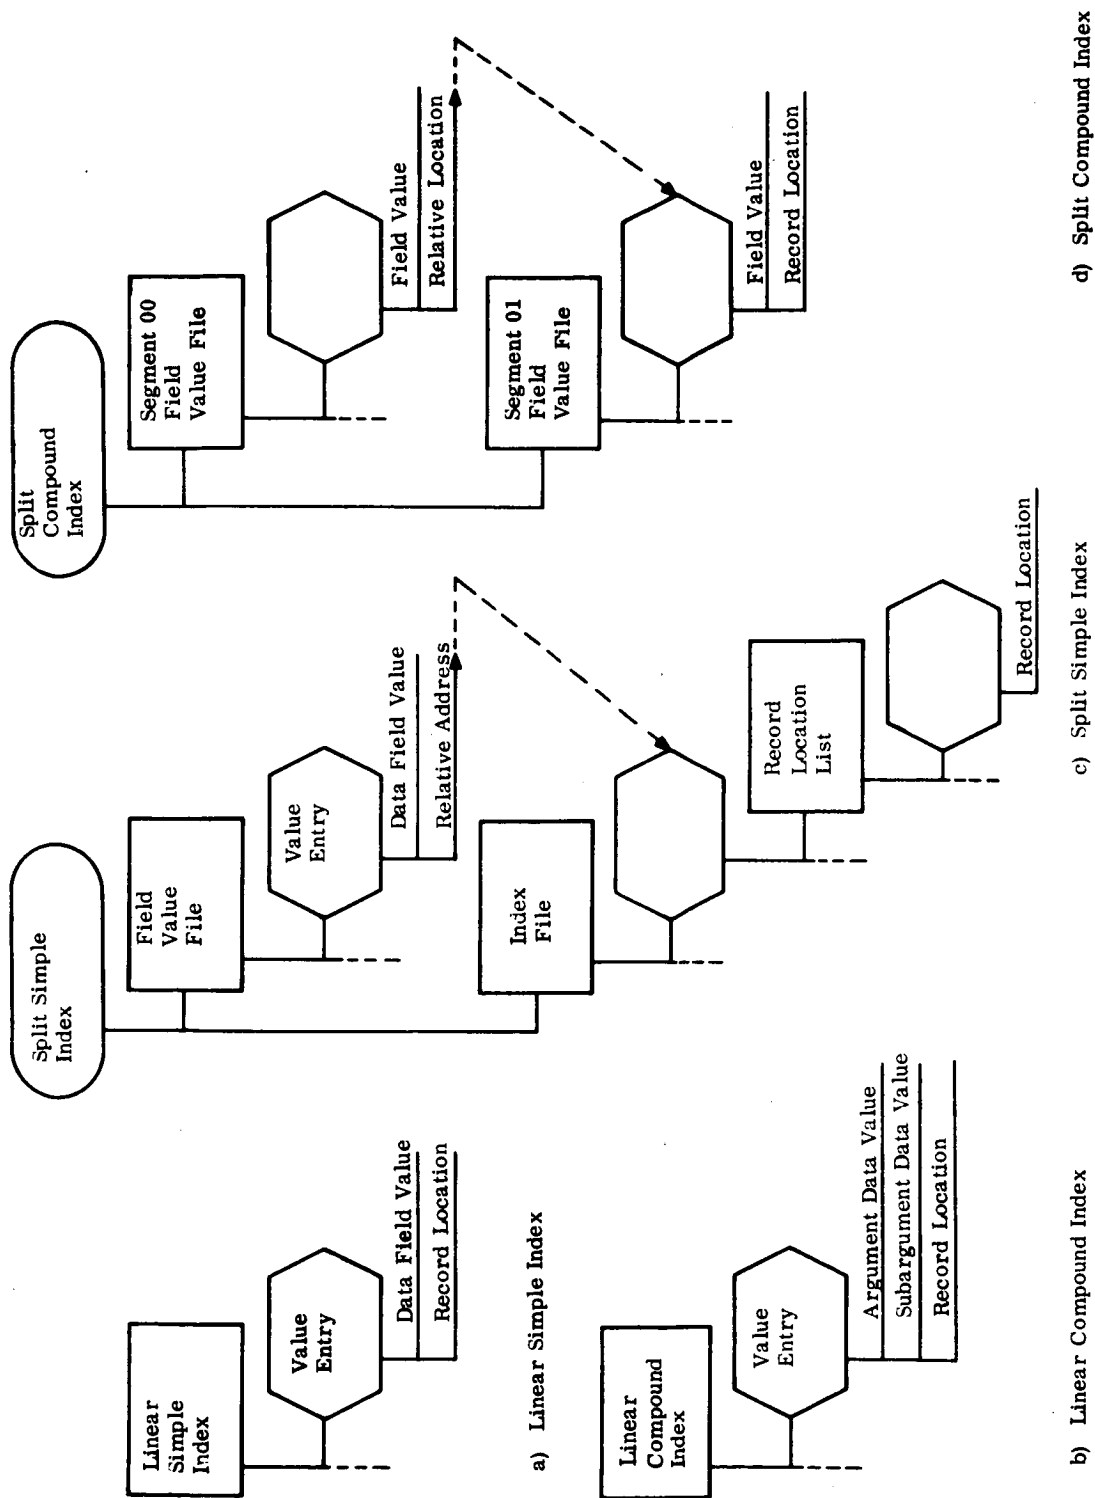 Linear
Simple
Index
Value
Entry
Data Field Value
Record Location
a) Linear Simple Index
Linear
Compound
Index
Value
Entry
Argument Data Value
Subargument Data Value
Record Location
b) Linear Compound Index
Split Simple
Index
Field
Value
File
Value
Entry
Data Field Value
Relative Address
Index
File
Record
Location
List
Record Location
c) Split Simple Index
Split
Compound
Index
Segment 00
Field
Value File
Field Value
Relative Location
Segment 01
Field
Value File
Field Value
Record Location
d) Split Compound Index